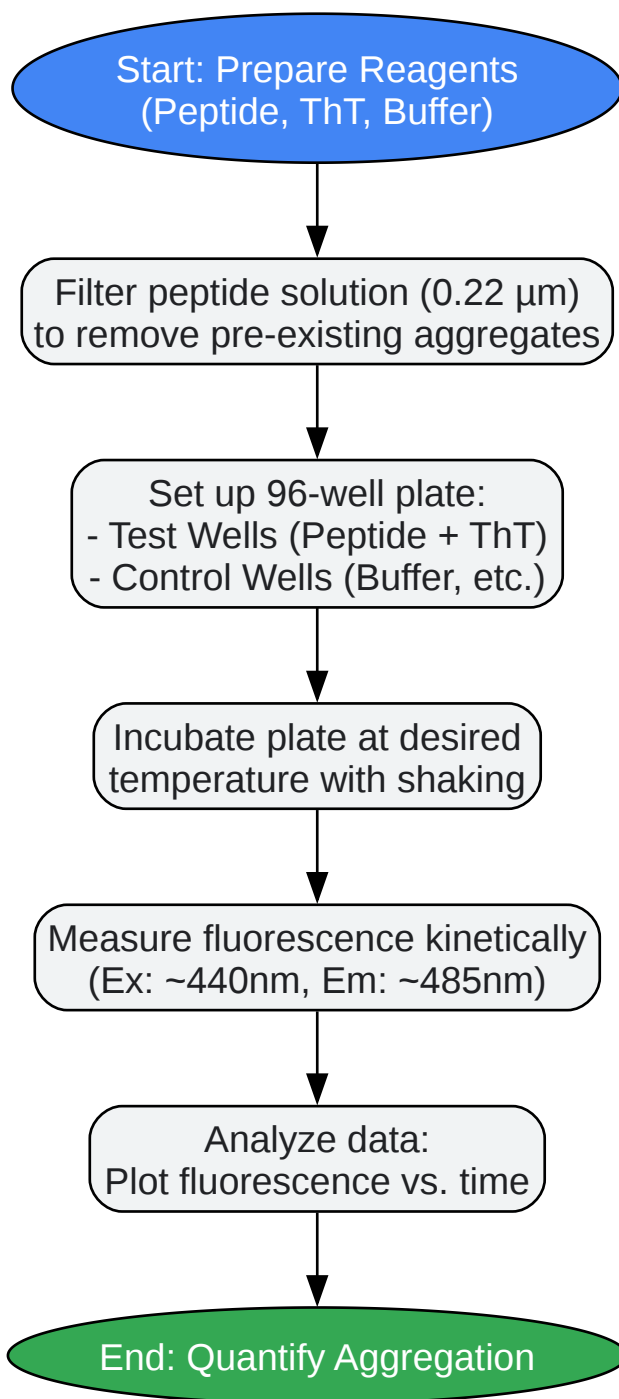 Start: Prepare Reagents
(Peptide, ThT, Buffer)
Filter peptide solution (0.22 µm)
to remove pre-existing aggregates
Set up 96-well plate:
- Test Wells (Peptide + ThT)
- Control Wells (Buffer, etc.)
Incubate plate at desired
temperature with shaking
Measure fluorescence kinetically
(Ex: ~440nm, Em: ~485nm)
Analyze data:
Plot fluorescence vs. time
End: Quantify Aggregation